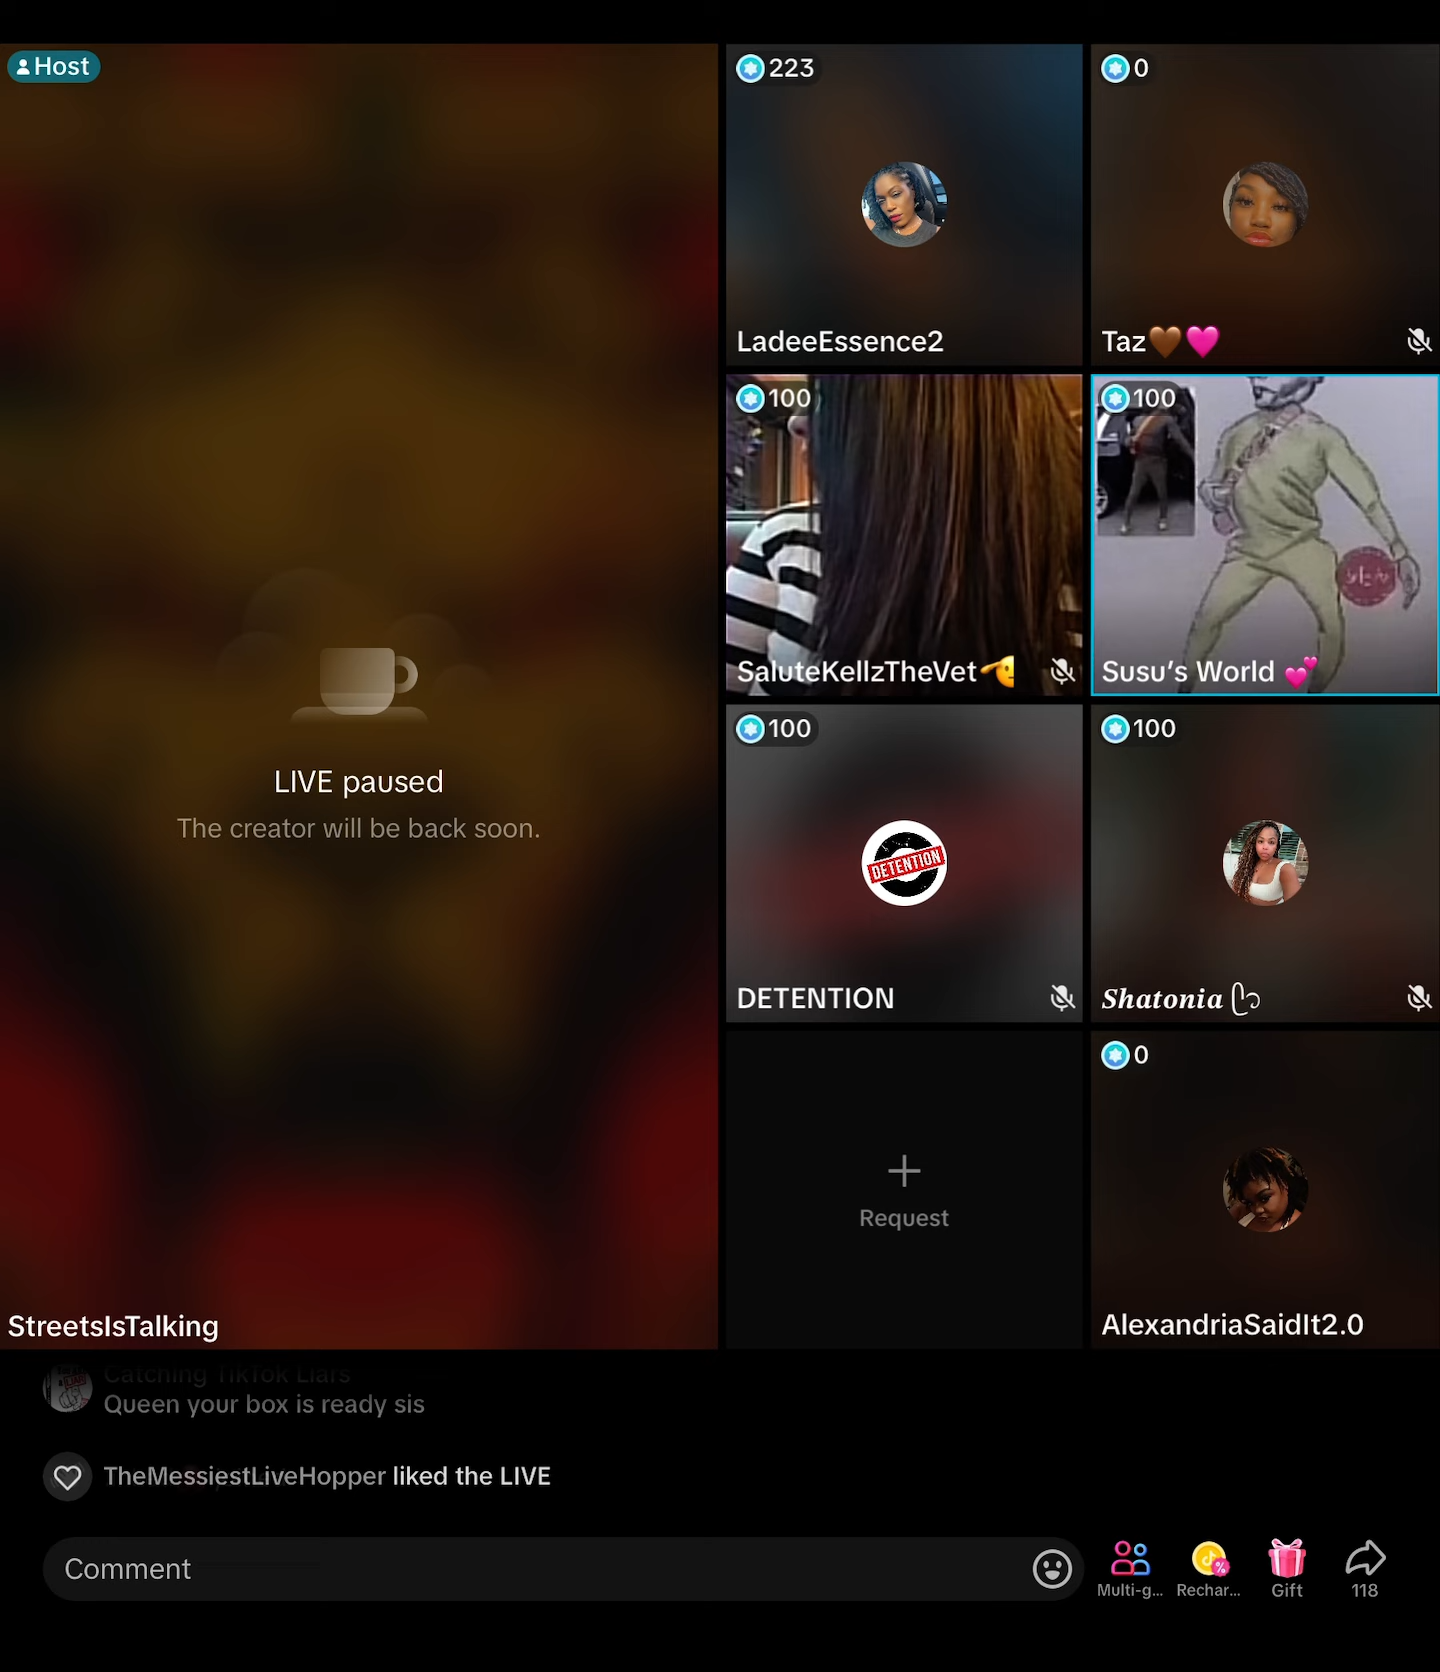 Host
223
0
LadeeEssence2
Taz🤎🩷
100
100
SaluteKellzTheVet🫡
Susu’s World 💕
100
100
DETENTION
DETENTION
Shatonia
LIVE paused
The creator will be back soon.
0
+
Request
StreetsIsTalking
AlexandriaSaidIt2.0
Catching TikTok Liars
Queen your box is ready sis
TheMessiestLiveHopper liked the LIVE
Comment
Multi-g...
Rechar...
Gift
118